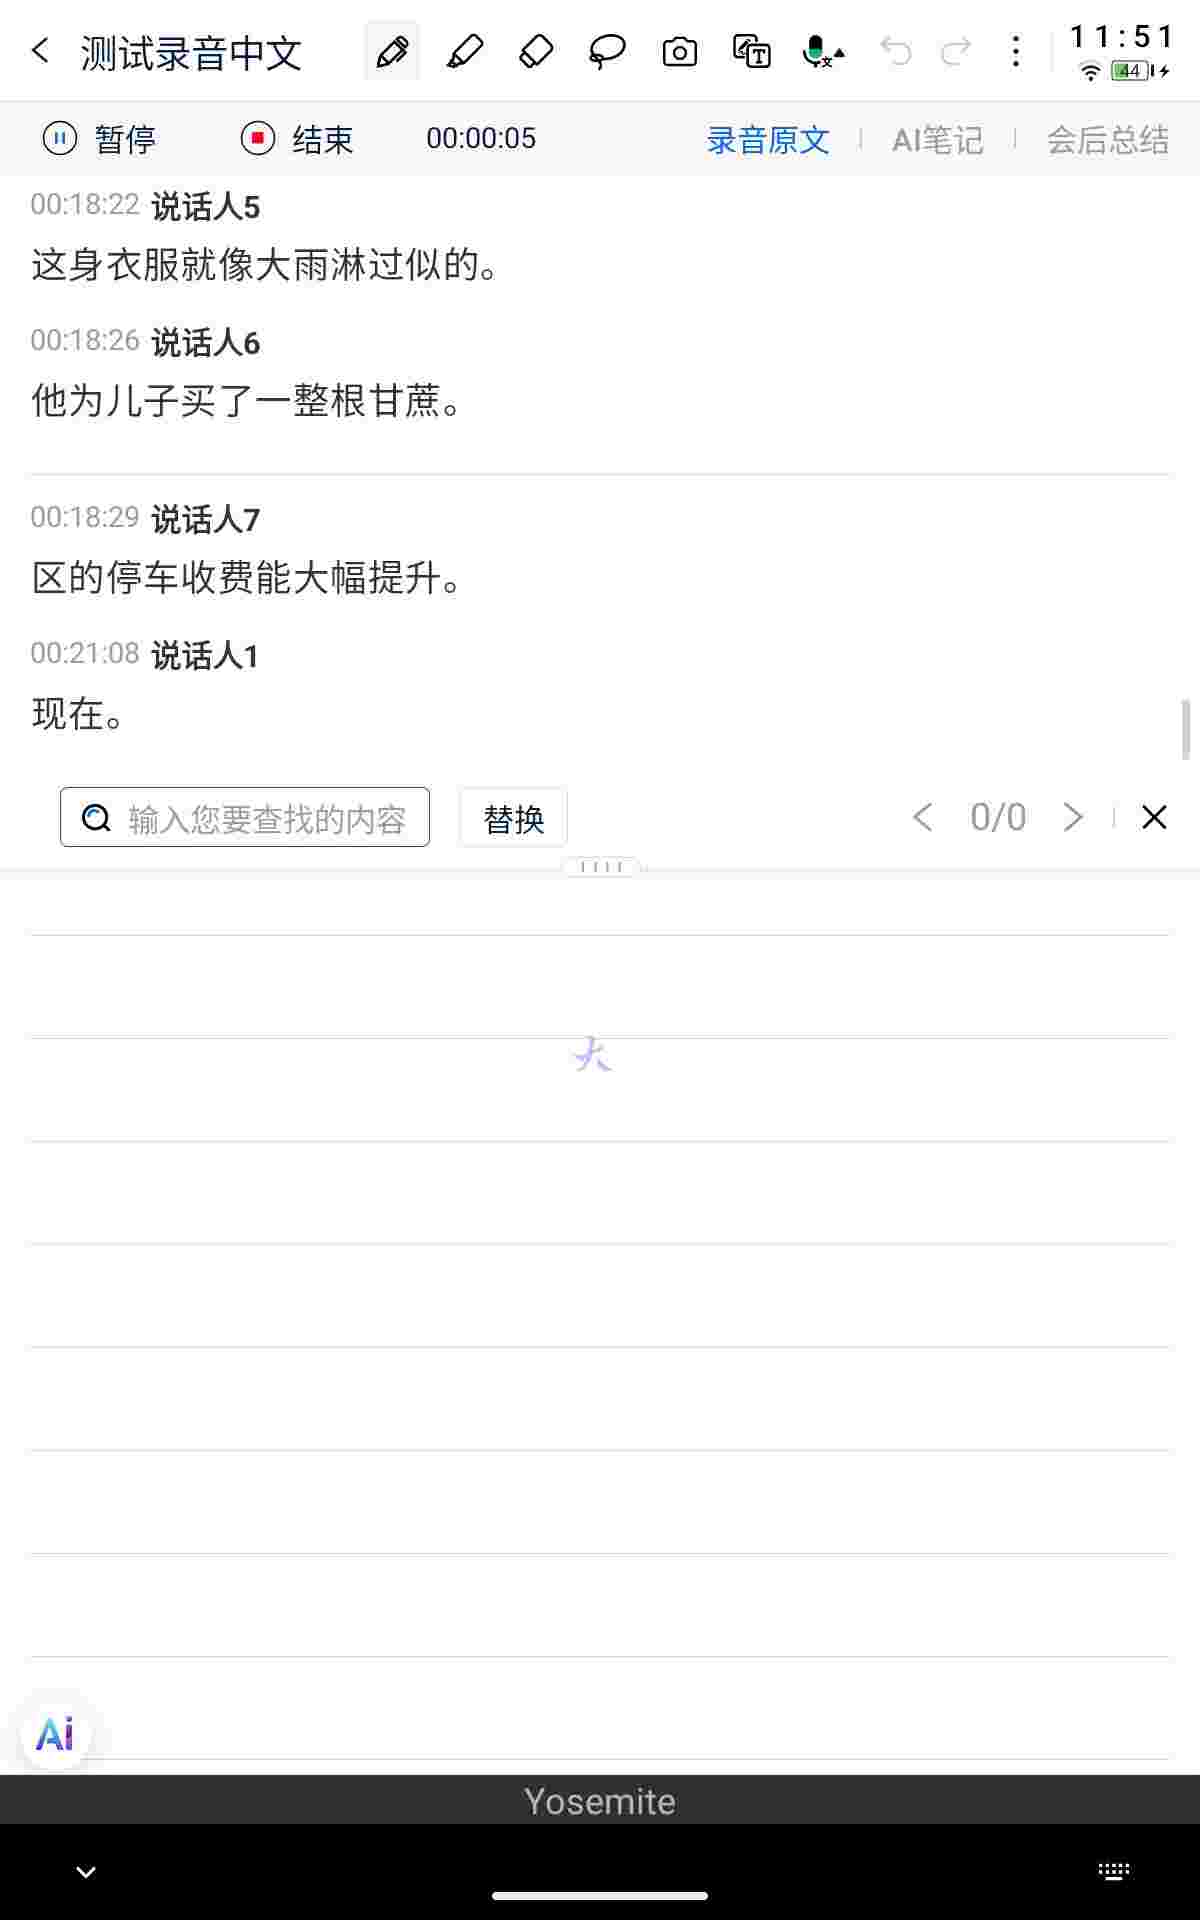 测试录音中文
11:51
44
暂停 结束 00:00:05 录音原文 AI笔记 会后总结
00:18:22 说话人5
这身衣服就像大雨淋过似的。
00:18:26 说话人6
他为儿子买了一整根甘蔗。
00:18:29 说话人7
区的停车收费能大幅提升。
00:21:08 说话人1
现在。
输入您要查找的内容 替换 0/0
大
Ai
Yosemite